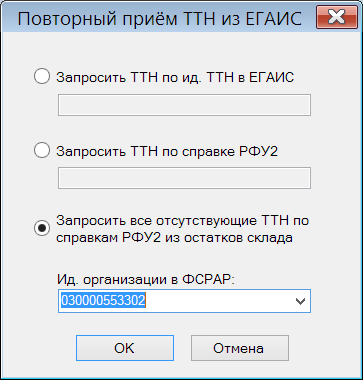 Повторный приём ТТН из ЕГАИС
Запросить ТТН по ид. ТТН в ЕГАИС
Запросить ТТН по справке РФУ2
Запросить все отсутствующие ТТН по
справкам РФУ2 из остатков склада
Ид. организации в ФСРАР:
030000553302
ОК
Отмена